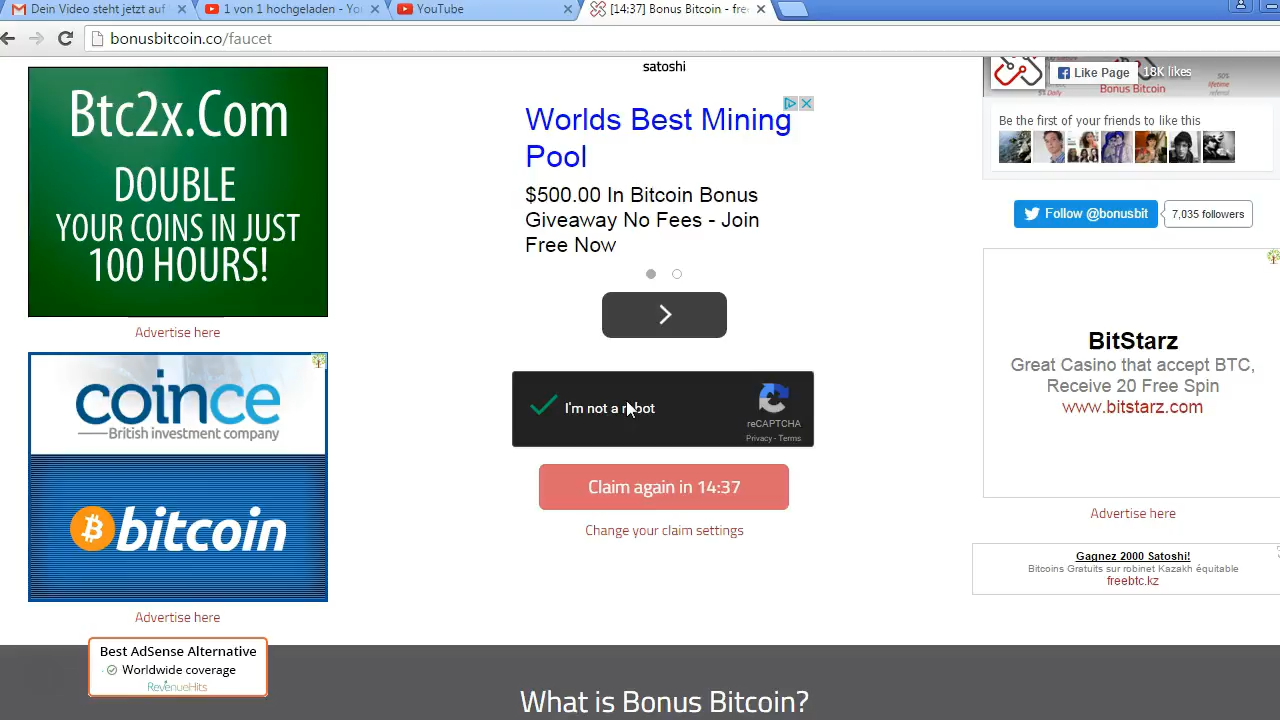 Dein Video steht jetzt auf
1 von 1 hochgeladen - Yo
YouTube
[14:37] Bonus Bitcoin - fre
bonusbitcoin.co/faucet
Btc2x.Com
DOUBLE
YOUR COINS IN JUST
100 HOURS!
Advertise here
coince
British investment company
bitcoin
Advertise here
Best AdSense Alternative
Worldwide coverage
RevenueHits
satoshi
Worlds Best Mining
Pool
$500.00 In Bitcoin Bonus
Giveaway No Fees - Join
Free Now
I'm not a robot
reCAPTCHA
Privacy - Terms
Claim again in 14:37
Change your claim settings
What is Bonus Bitcoin?
Like Page
18K likes
Bonus Bitcoin
Be the first of your friends to like this
Follow @bonusbit
7,035 followers
BitStarz
Great Casino that accept BTC,
Receive 20 Free Spin
www.bitstarz.com
Advertise here
Gagnez 2000 Satoshi!
Bitcoins Gratuits sur robinet Kazakh équitable
freebtc.kz